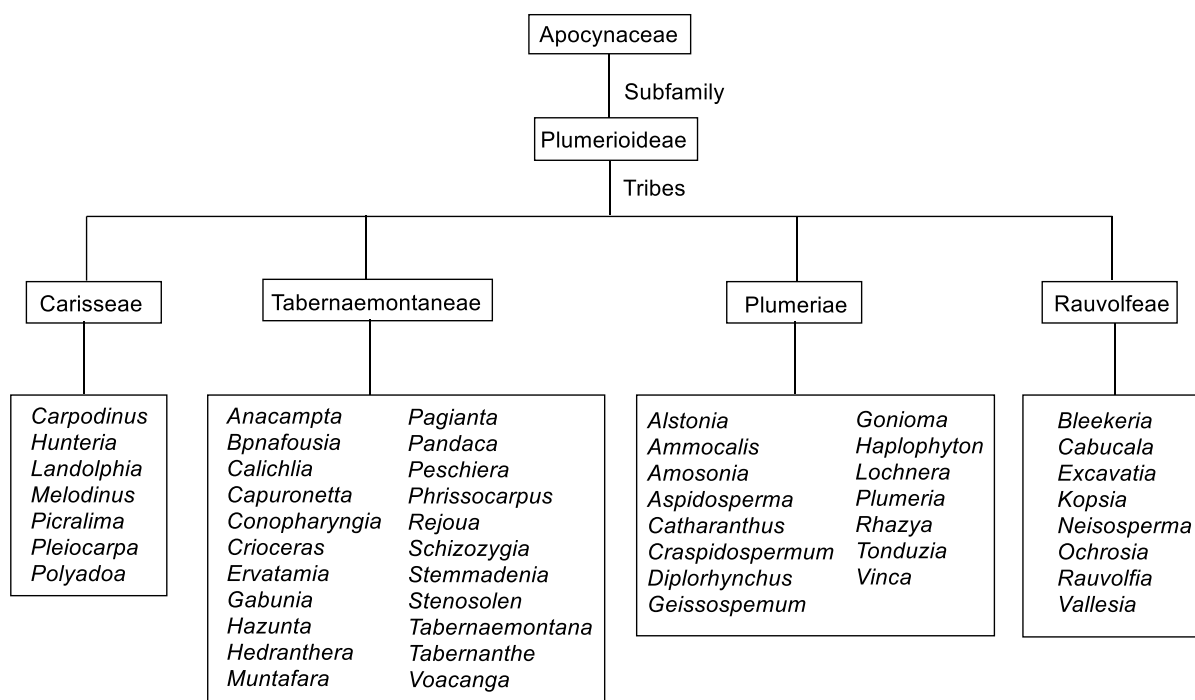 Apocynaceae
Subfamily
Plumerioideae
Tribes
Carisseae
Tabernaemontaneae
Plumeriae
Rauvolfeae
Carpodinus
Hunteria
Landolphia
Melodinus
Picralima
Pleiocarpa
Polyadoa
Anacampta
Bpnafousia
Calichlia
Capuronetta
Conopharyngia
Crioceras
Ervatamia
Gabunia
Hazunta
Hedranthera
Muntafara
Pagianta
Pandaca
Peschiera
Phrissocarpus
Rejoua
Schizozygia
Stemmadenia
Stenosolen
Tabernaemontana
Tabernanthe
Voacanga
Alstonia
Ammocalis
Amosonia
Aspidosperma
Catharanthus
Craspidospermum
Diplorhynchus
Geissospemum
Gonioma
Haplophyton
Lochnera
Plumeria
Rhazya
Tonduzia
Vinca
Bleekeria
Cabucala
Excavatia
Kopsia
Neisosperma
Ochrosia
Rauvolfia
Vallesia